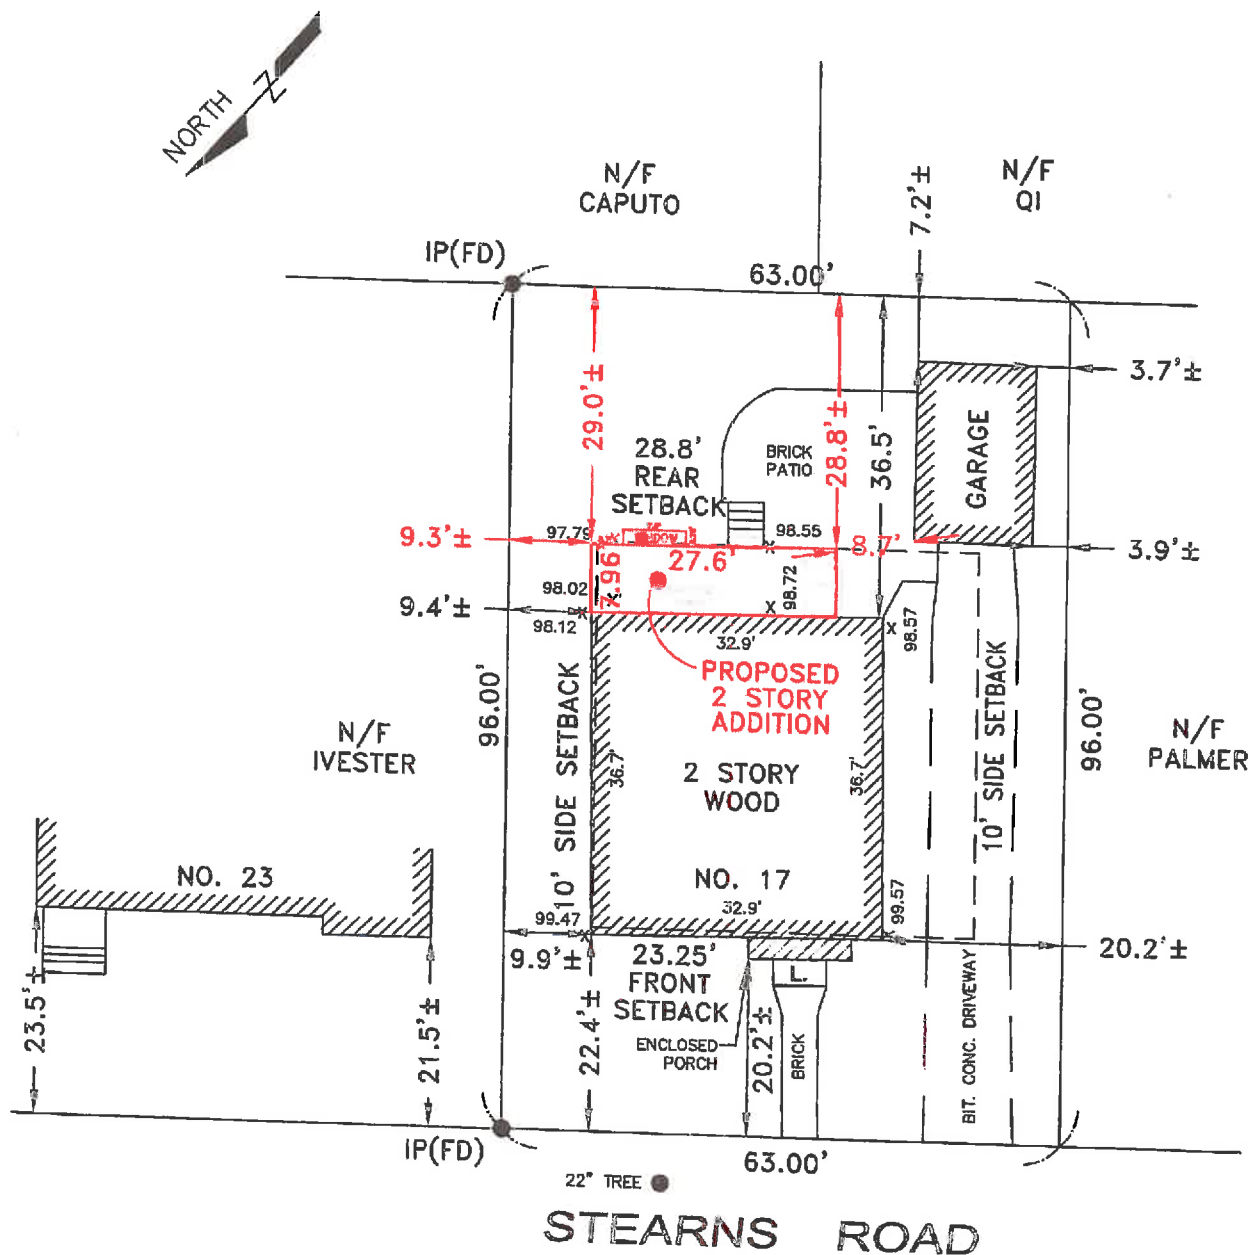 NORTH
N/F
CAPUTO
N/F
QI
7.2'±
IP(FD)
63.00'
3.7'±
29.0'±
28.8'±
36.5'
28.8'
REAR
SETBACK
BRICK
PATIO
GARAGE
9.3'±
97.79
98.55
8.7'
3.9'±
27.6'
7.96
98.02
98.72
9.4'±
98.12
98.57
32.9'
PROPOSED
2 STORY
ADDITION
96.00'
10' SIDE SETBACK
N/F
IVESTER
36.7'
2 STORY
WOOD
36.7'
10' SIDE SETBACK
96.00'
N/F
PALMER
NO. 23
NO. 17
32.9'
99.47
99.57
9.9'±
20.2'±
23.25'
FRONT
SETBACK
L.
23.5'±
21.5'±
22.4'±
ENCLOSED
PORCH
20.2'±
BRICK
BIT. CONC. DRIVEWAY
IP(FD)
63.00'
22" TREE
STEARNS ROAD